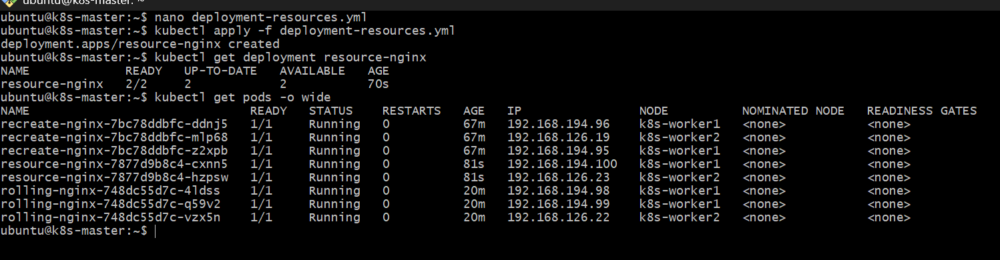 ubuntu@k8s-master: ~
ubuntu@k8s-master:~$ nano deployment-resources.yml
ubuntu@k8s-master:~$ kubectl apply -f deployment-resources.yml
deployment.apps/resource-nginx created
ubuntu@k8s-master:~$ kubectl get deployment resource-nginx
NAME             READY   UP-TO-DATE   AVAILABLE   AGE
resource-nginx   2/2     2            2           70s
ubuntu@k8s-master:~$ kubectl get pods -o wide
NAME                              READY   STATUS    RESTARTS   AGE   IP                NODE          NOMINATED NODE   READINESS GATES
recreate-nginx-7bc78ddbfc-ddnj5   1/1     Running   0          67m   192.168.194.96    k8s-worker1   <none>           <none>
recreate-nginx-7bc78ddbfc-mlp68   1/1     Running   0          67m   192.168.126.19    k8s-worker2   <none>           <none>
recreate-nginx-7bc78ddbfc-z2xpb   1/1     Running   0          67m   192.168.194.95    k8s-worker1   <none>           <none>
resource-nginx-7877d9b8c4-cxnn5   1/1     Running   0          81s   192.168.194.100   k8s-worker1   <none>           <none>
resource-nginx-7877d9b8c4-hzpsw   1/1     Running   0          81s   192.168.126.23    k8s-worker2   <none>           <none>
rolling-nginx-748dc55d7c-4ldss    1/1     Running   0          20m   192.168.194.98    k8s-worker1   <none>           <none>
rolling-nginx-748dc55d7c-q59v2    1/1     Running   0          20m   192.168.194.99    k8s-worker1   <none>           <none>
rolling-nginx-748dc55d7c-vzx5n    1/1     Running   0          20m   192.168.126.22    k8s-worker2   <none>           <none>
ubuntu@k8s-master:~$